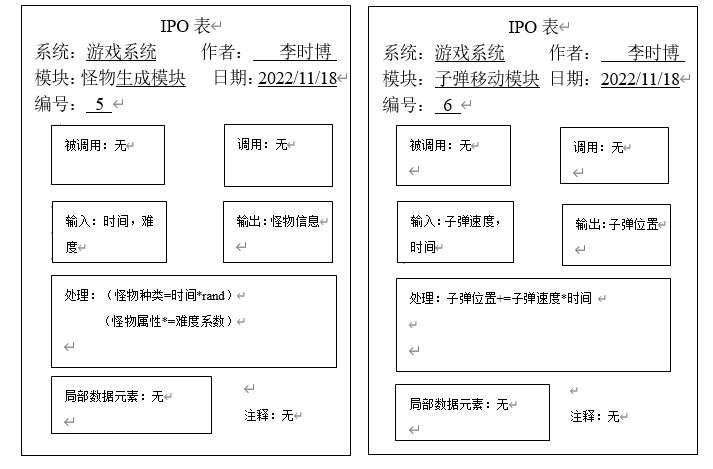 IPO 表
系统：游戏系统 作者： 李时博
模块：怪物生成模块 日期：2022/11/18
编号： 5
被调用：无
调用：无
输入：时间，难
度
输出：怪物信息
处理：（怪物种类=时间*rand）
（怪物属性*=难度系数）
局部数据元素：无
注释：无
IPO 表
系统：游戏系统 作者： 李时博
模块：子弹移动模块 日期：2022/11/18
编号： 6
被调用：无
调用：无
输入：子弹速度，
时间
输出：子弹位置
处理：子弹位置+=子弹速度*时间
局部数据元素：无
注释：无